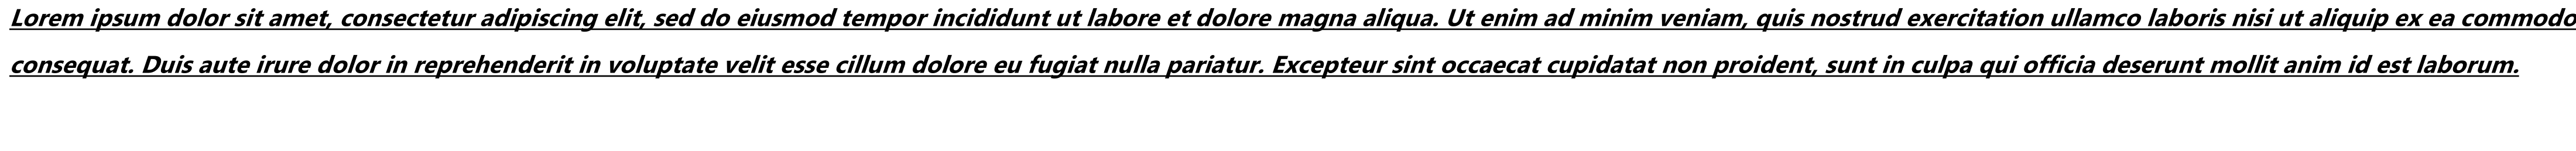 Lorem ipsum dolor sit amet, consectetur adipiscing elit, sed do eiusmod tempor incididunt ut labore et dolore magna aliqua. Ut enim ad minim veniam, quis nostrud exercitation ullamco laboris nisi ut aliquip ex ea commodo
consequat. Duis aute irure dolor in reprehenderit in voluptate velit esse cillum dolore eu fugiat nulla pariatur. Excepteur sint occaecat cupidatat non proident, sunt in culpa qui officia deserunt mollit anim id est laborum.